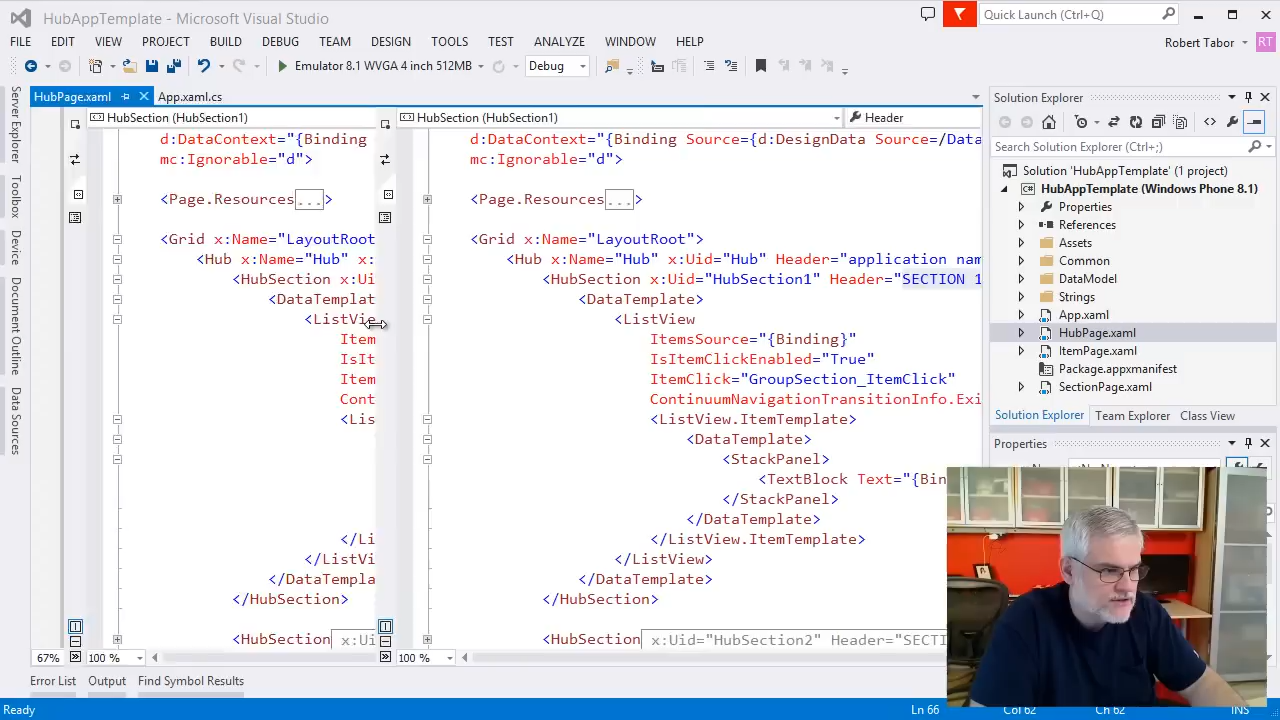 HubAppTemplate - Microsoft Visual Studio
Quick Launch (Ctrl+Q)
FILE EDIT VIEW PROJECT BUILD DEBUG TEAM DESIGN TOOLS TEST ANALYZE WINDOW HELP
Robert Tabor RT
Emulator 8.1 WVGA 4 inch 512MB Debug
HubPage.xaml App.xaml.cs
HubSection (HubSection1)
d:DataContext="{Binding
mc:Ignorable="d">
<Page.Resources...>
<Grid x:Name="LayoutRoot
<Hub x:Name="Hub" x:
<HubSection x:Ui
<DataTemplat
<ListVie
Item
IsIt
Item
Cont
<Lis
</Li
</ListVi
</DataTempla
</HubSection>
<HubSection x:Ui
HubSection (HubSection1) Header
d:DataContext="{Binding Source={d:DesignData Source=/Data
mc:Ignorable="d">
<Page.Resources...>
<Grid x:Name="LayoutRoot">
<Hub x:Name="Hub" x:Uid="Hub" Header="application nam
<HubSection x:Uid="HubSection1" Header="SECTION 1
<DataTemplate>
<ListView
ItemsSource="{Binding}"
IsItemClickEnabled="True"
ItemClick="GroupSection_ItemClick"
ContinuumNavigationTransitionInfo.Exi
<ListView.ItemTemplate>
<DataTemplate>
<StackPanel>
<TextBlock Text="{Bin
</StackPanel>
</DataTemplate>
</ListView.ItemTemplate>
</ListView>
</DataTemplate>
</HubSection>
<HubSection x:Uid="HubSection2" Header="SECTI
67% 100 % 100 %
Server Explorer
Toolbox
Device
Document Outline
Data Sources
Solution Explorer
Search Solution Explorer (Ctrl+;)
Solution 'HubAppTemplate' (1 project)
HubAppTemplate (Windows Phone 8.1)
Properties
References
Assets
Common
DataModel
Strings
App.xaml
HubPage.xaml
ItemPage.xaml
Package.appxmanifest
SectionPage.xaml
Solution Explorer Team Explorer Class View
Properties
Error List Output Find Symbol Results
Ready Ln 66 Col 62 Ch 62 INS